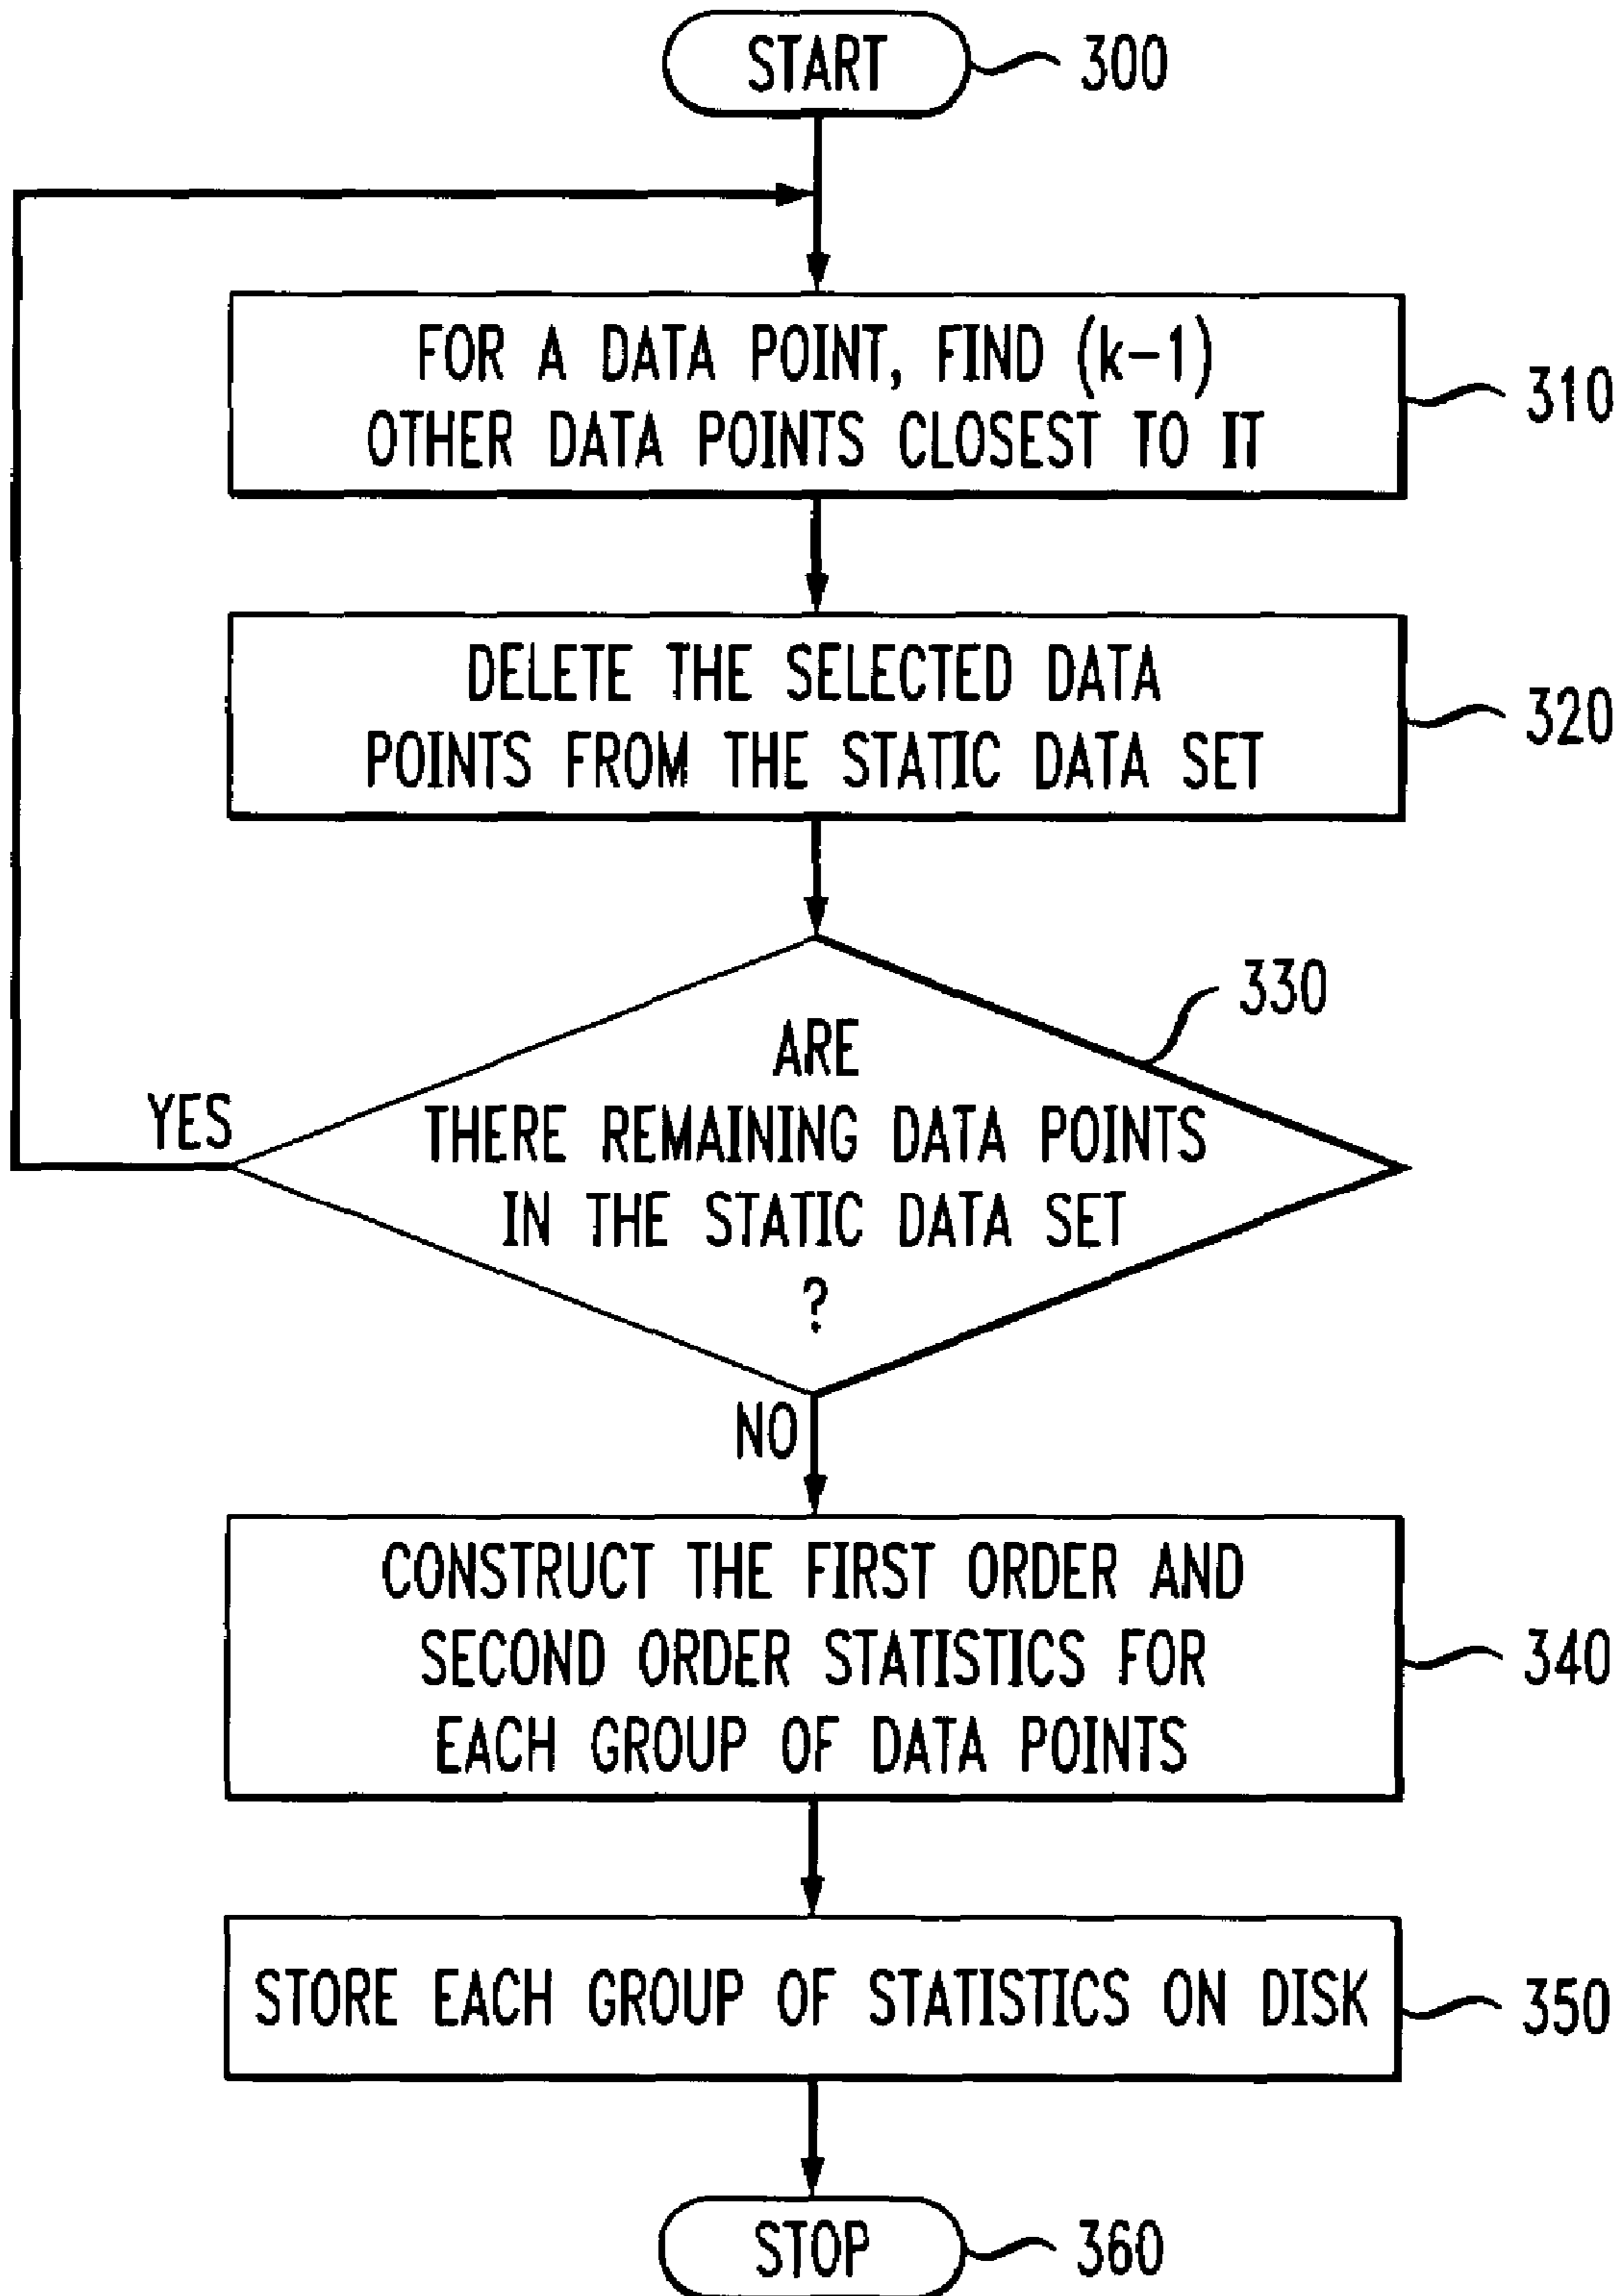 START
300
FOR A DATA POINT, FIND (k-1)
OTHER DATA POINTS CLOSEST TO IT
310
DELETE THE SELECTED DATA
POINTS FROM THE STATIC DATA SET
320
330
ARE
THERE REMAINING DATA POINTS
IN THE STATIC DATA SET
?
YES
NO
CONSTRUCT THE FIRST ORDER AND
SECOND ORDER STATISTICS FOR
EACH GROUP OF DATA POINTS
340
STORE EACH GROUP OF STATISTICS ON DISK
350
STOP
360